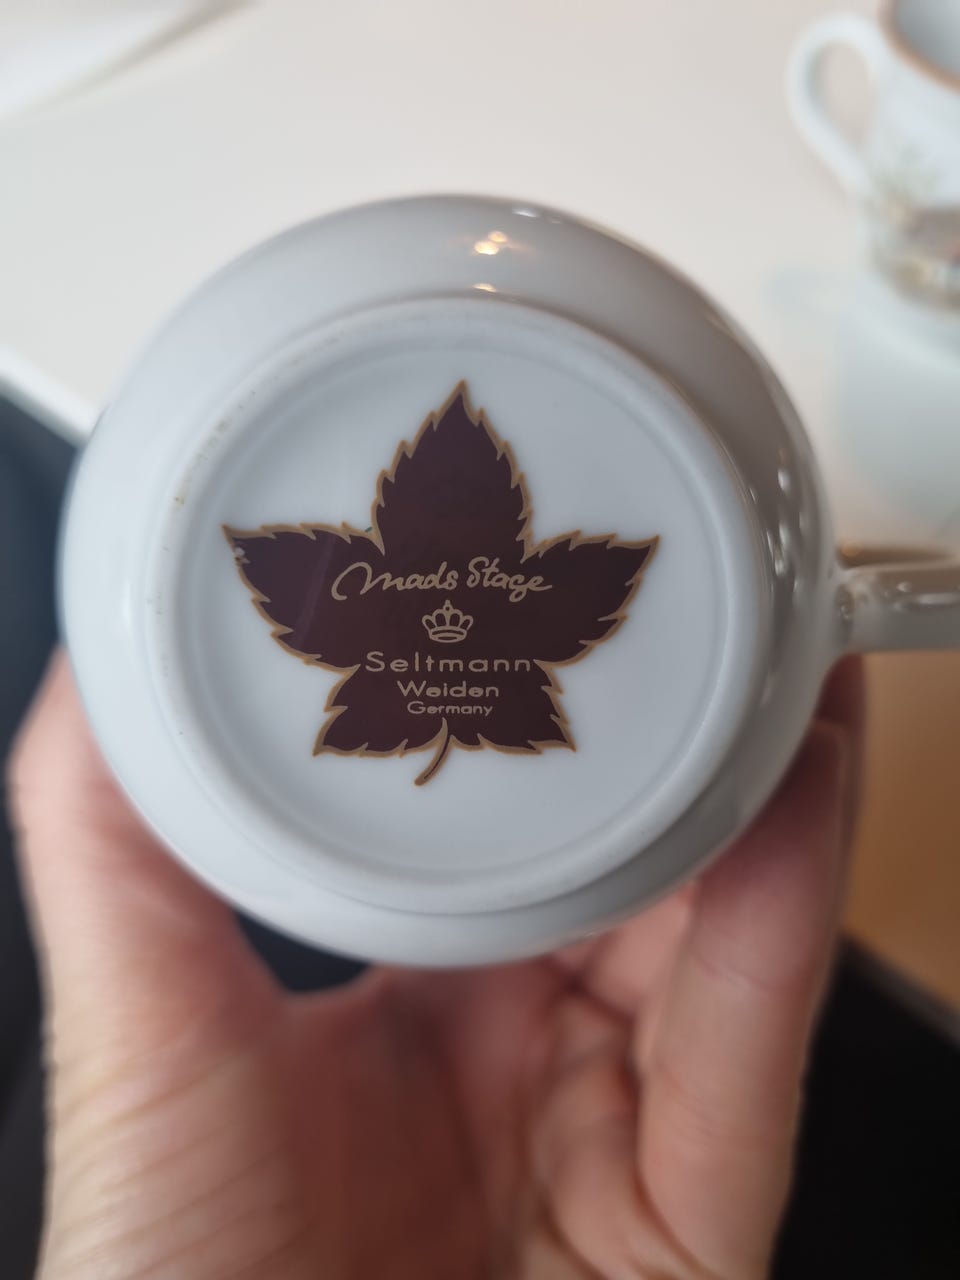 Mads Stage
Seltmann
Weiden
Germany